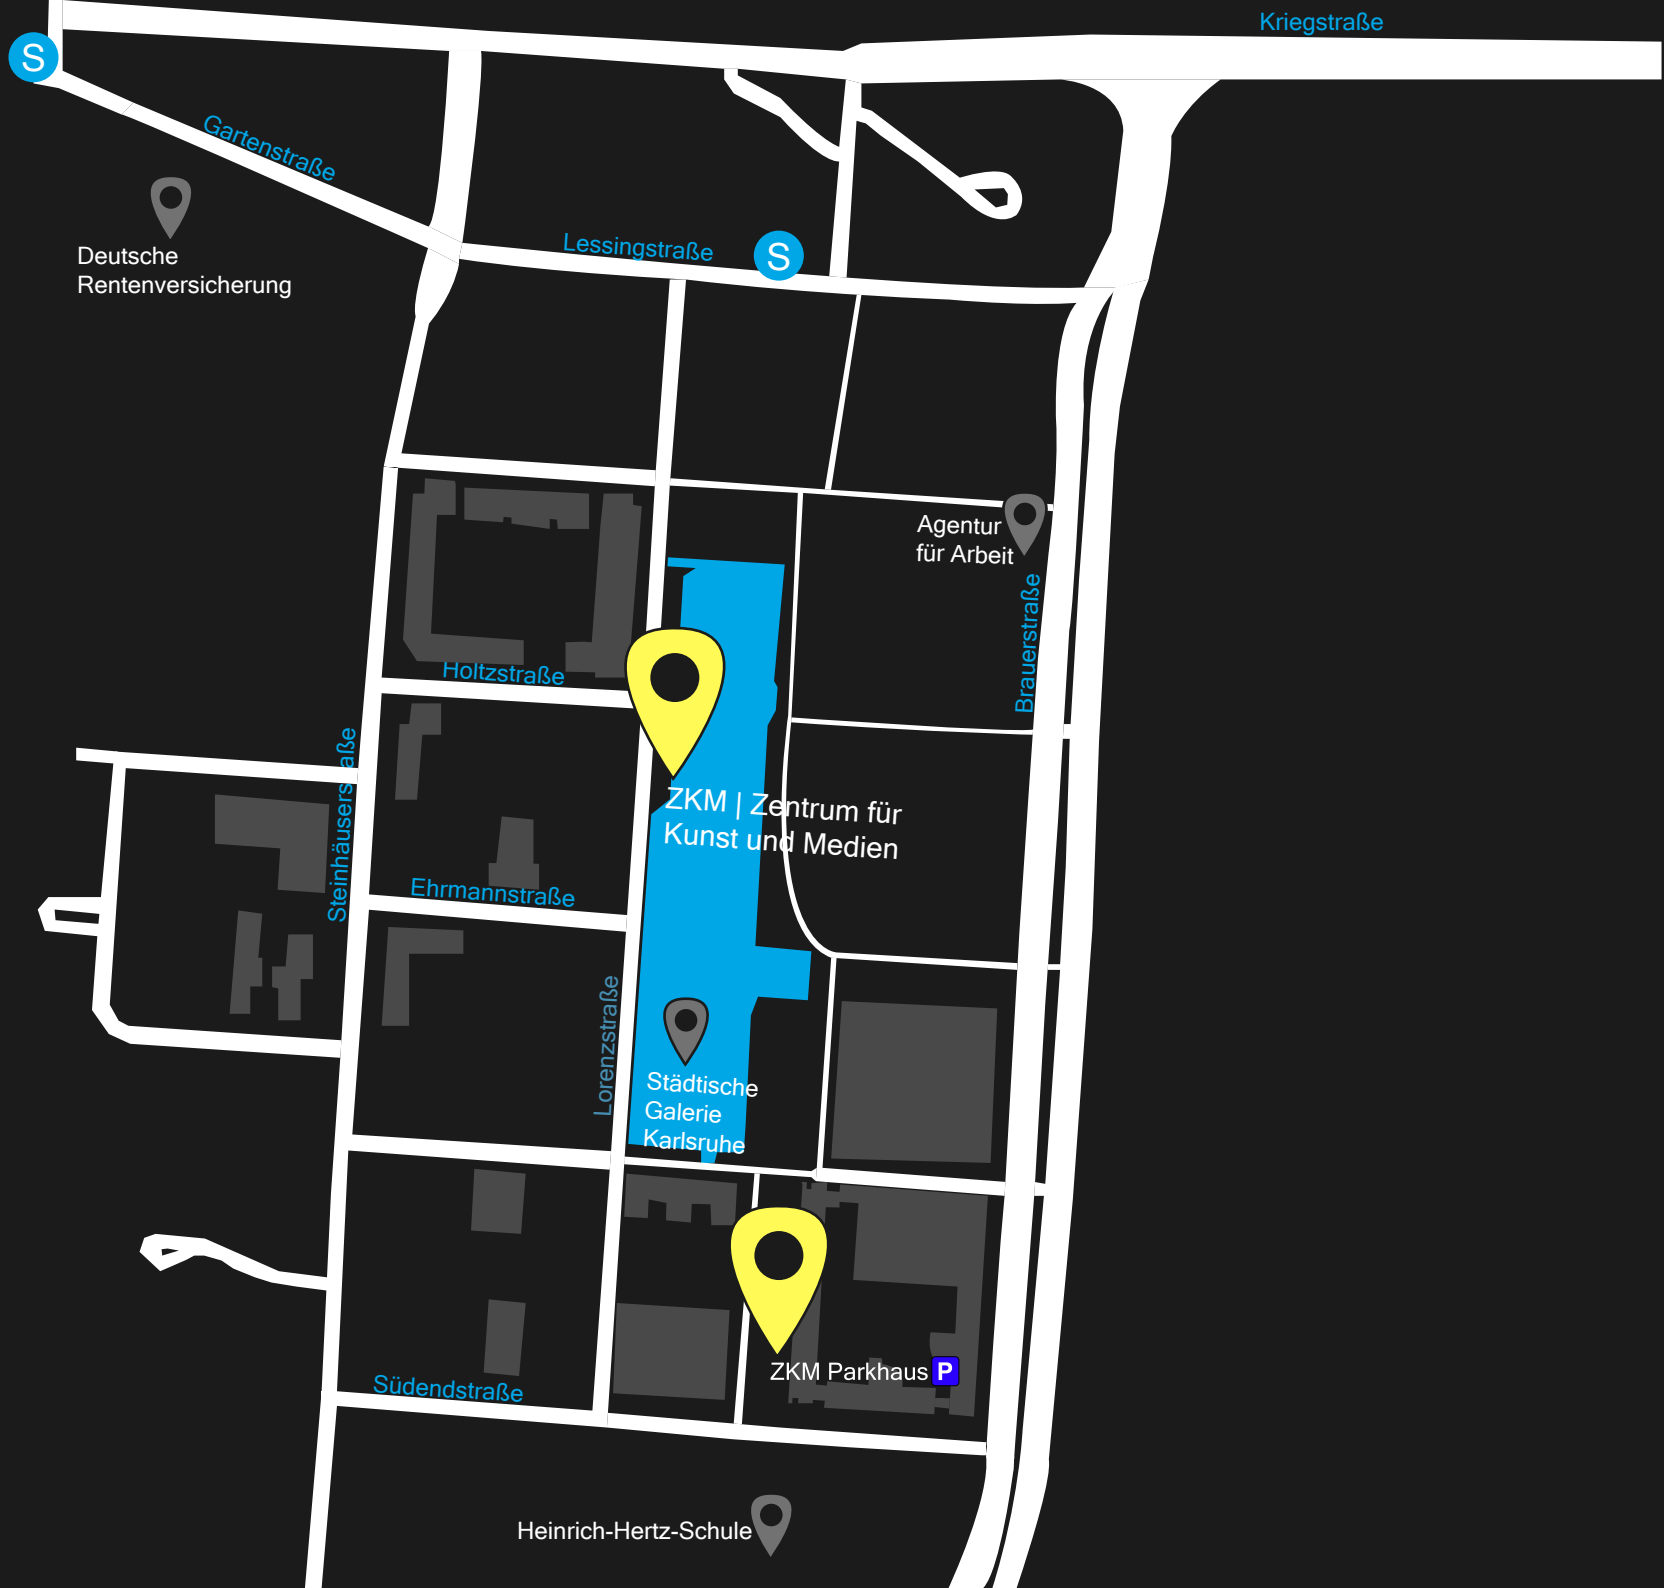 Kriegstraße
S
Gartenstraße
Deutsche
Rentenversicherung
Lessingstraße
S
Agentur
für Arbeit
Brauerstraße
Holtzstraße
Steinhäuserstraße
ZKM | Zentrum für
Kunst und Medien
Ehrmannstraße
Lorenzstraße
Städtische
Galerie
Karlsruhe
ZKM Parkhaus P
Südendstraße
Heinrich-Hertz-Schule